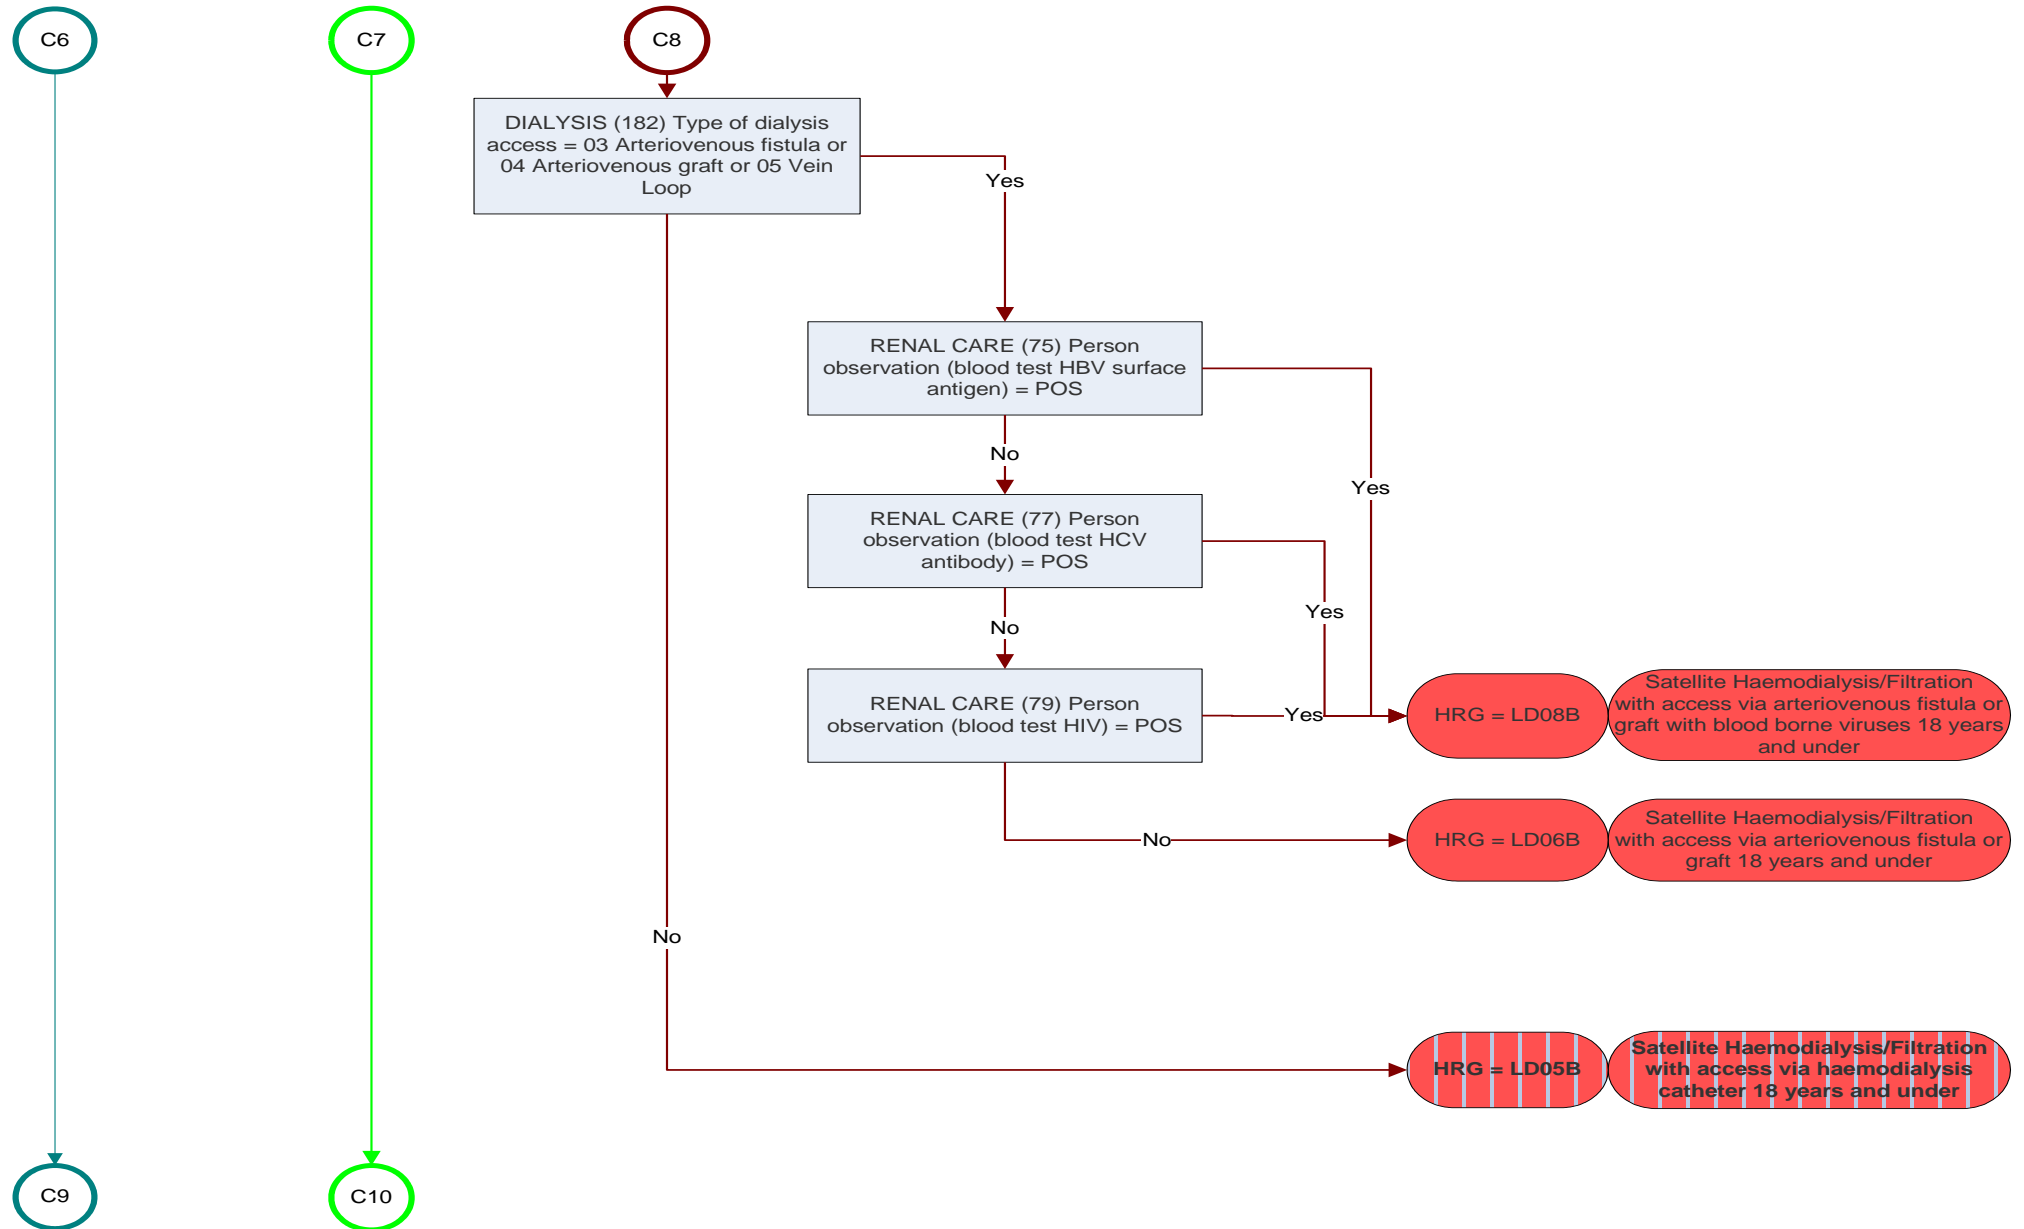 C6
C7
C8
DIALYSIS (182) Type of dialysis
access = 03 Arteriovenous fistula or
04 Arteriovenous graft or 05 Vein
Loop
Yes
RENAL CARE (75) Person
observation (blood test HBV surface
antigen) = POS
No
Yes
RENAL CARE (77) Person
observation (blood test HCV
antibody) = POS
Yes
No
RENAL CARE (79) Person
observation (blood test HIV) = POS
Yes
HRG = LD08B
Satellite Haemodialysis/Filtration
with access via arteriovenous fistula or
graft with blood borne viruses 18 years
and under
No
HRG = LD06B
Satellite Haemodialysis/Filtration
with access via arteriovenous fistula or
graft 18 years and under
No
HRG = LD05B
Satellite Haemodialysis/Filtration
with access via haemodialysis
catheter 18 years and under
C9
C10